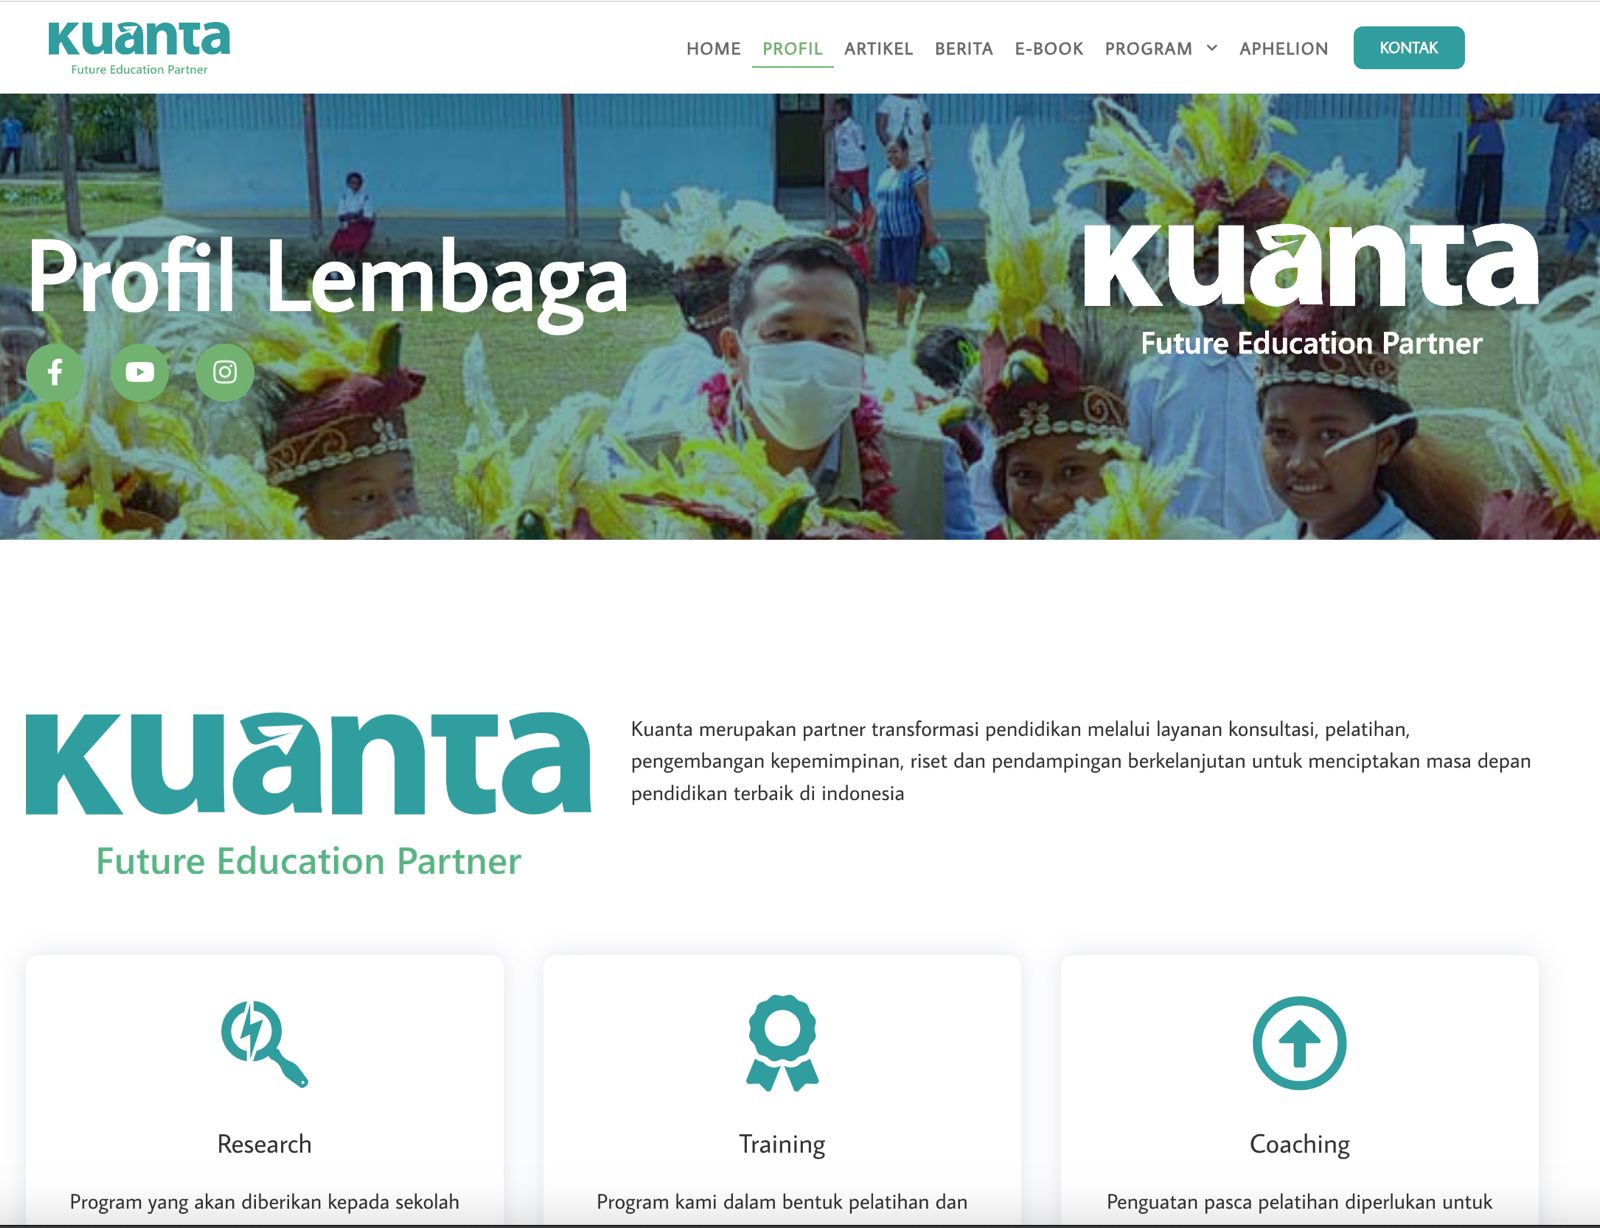 Kuanta
Future Education Partner
HOME PROFIL ARTIKEL BERITA E-BOOK PROGRAM APHELION KONTAK
Profil Lembaga
Kuanta
Future Education Partner
Kuanta
Future Education Partner
Kuanta merupakan partner transformasi pendidikan melalui layanan konsultasi, pelatihan,
pengembangan kepemimpinan, riset dan pendampingan berkelanjutan untuk menciptakan masa depan
pendidikan terbaik di indonesia
Research
Program yang akan diberikan kepada sekolah
Training
Program kami dalam bentuk pelatihan dan
Coaching
Penguatan pasca pelatihan diperlukan untuk